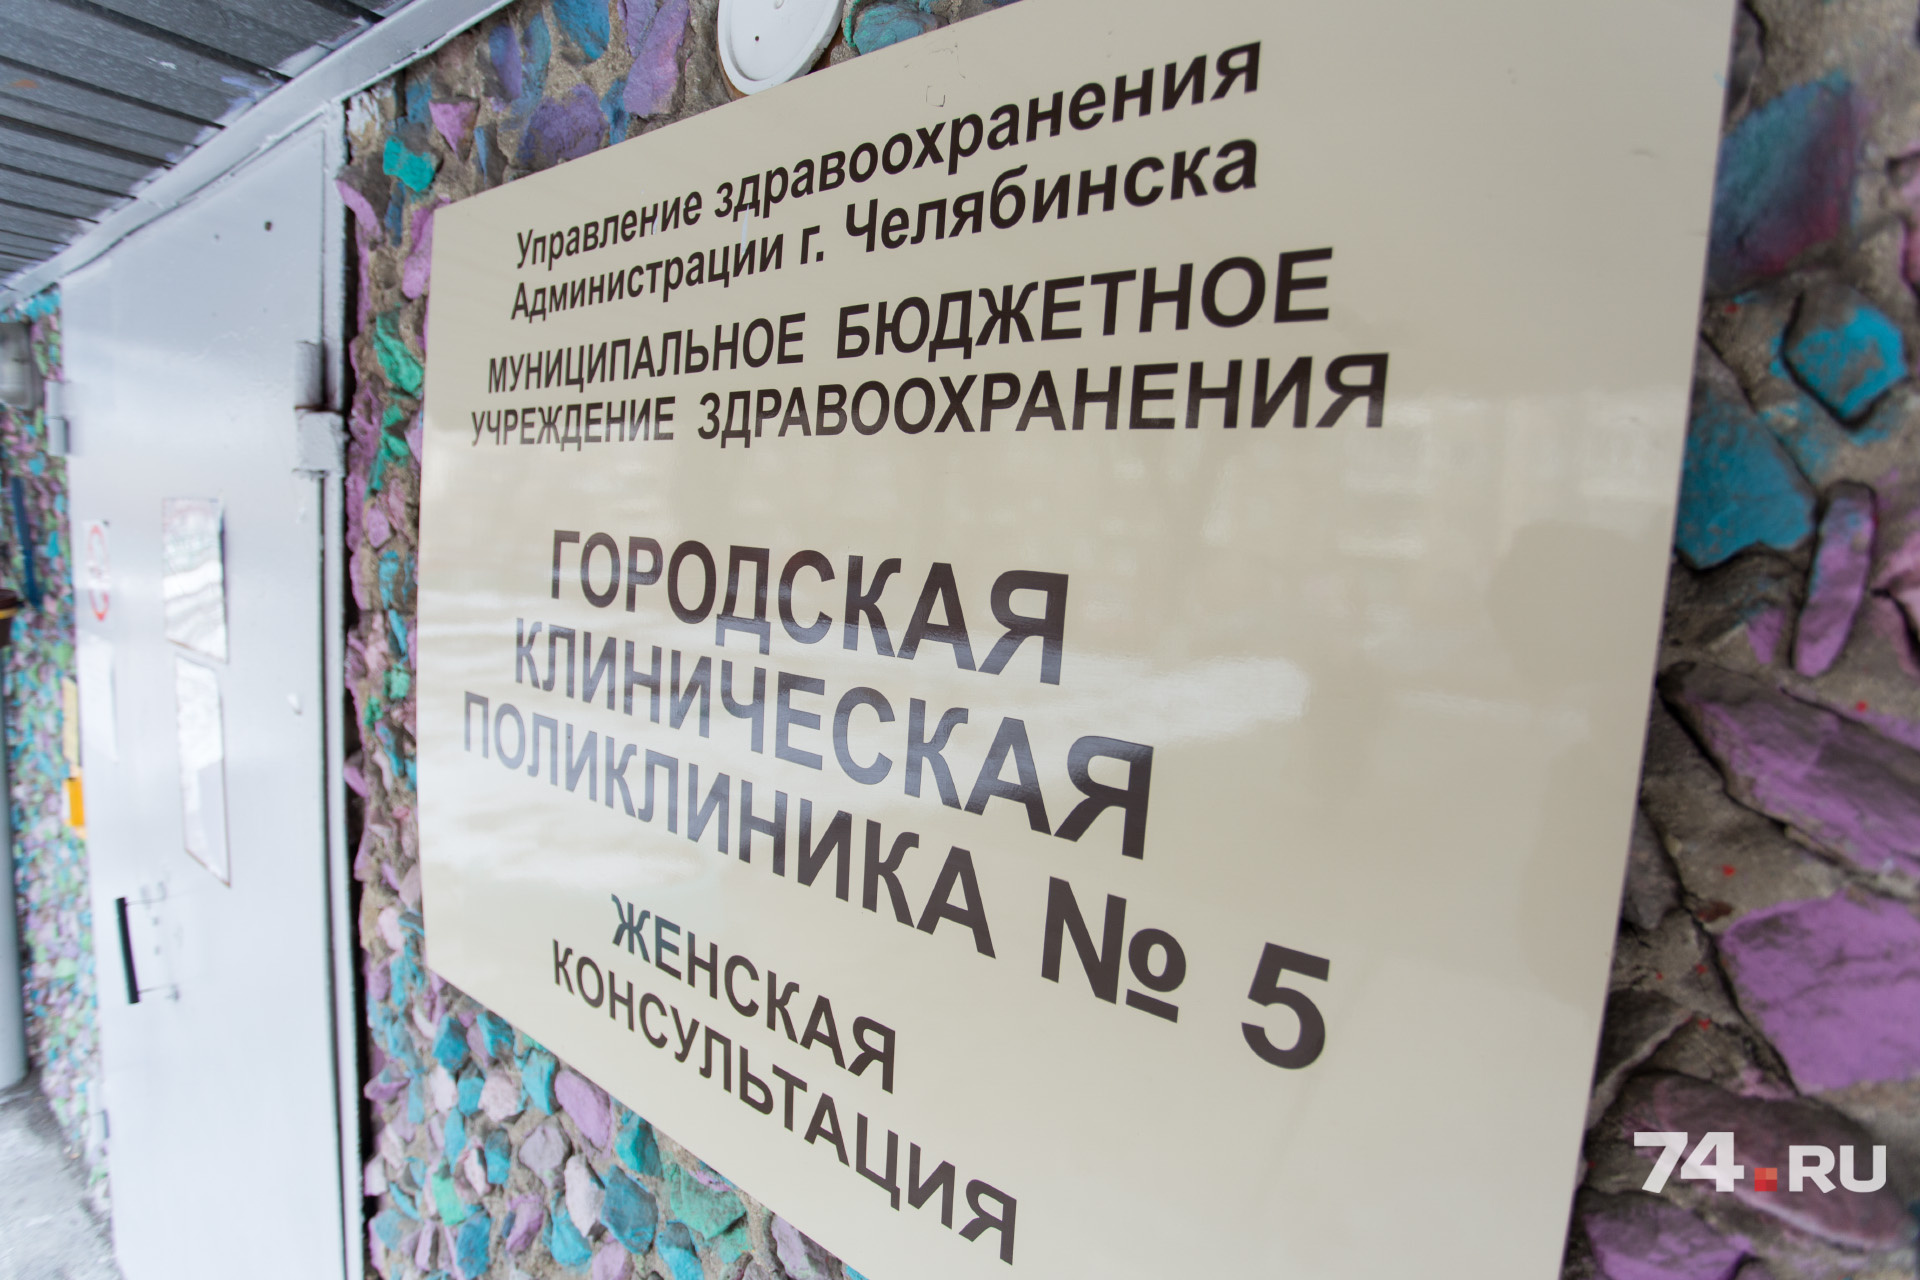 Управление здравоохранения
Администрации г. Челябинска
МУНИЦИПАЛЬНОЕ БЮДЖЕТНОЕ
УЧРЕЖДЕНИЕ ЗДРАВООХРАНЕНИЯ
ГОРОДСКАЯ
КЛИНИЧЕСКАЯ
ПОЛИКЛИНИКА № 5
ЖЕНСКАЯ
КОНСУЛЬТАЦИЯ
74.RU